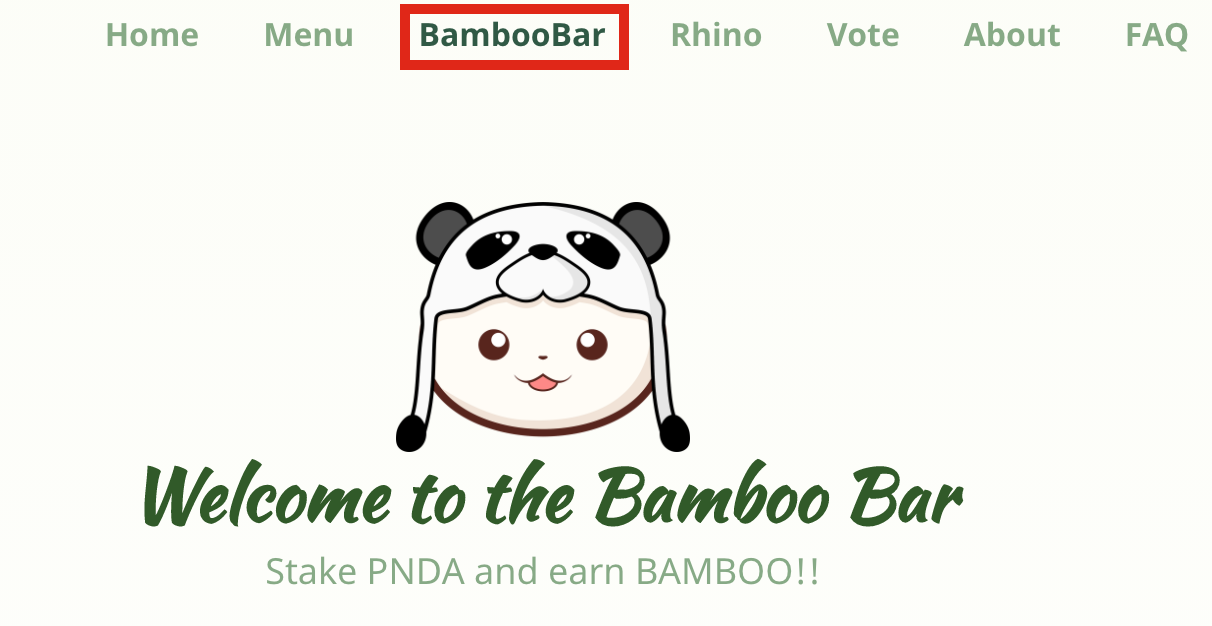 Home Menu BambooBar Rhino Vote About FAQ
Welcome to the Bamboo Bar
Stake PNDA and earn BAMBOO!!